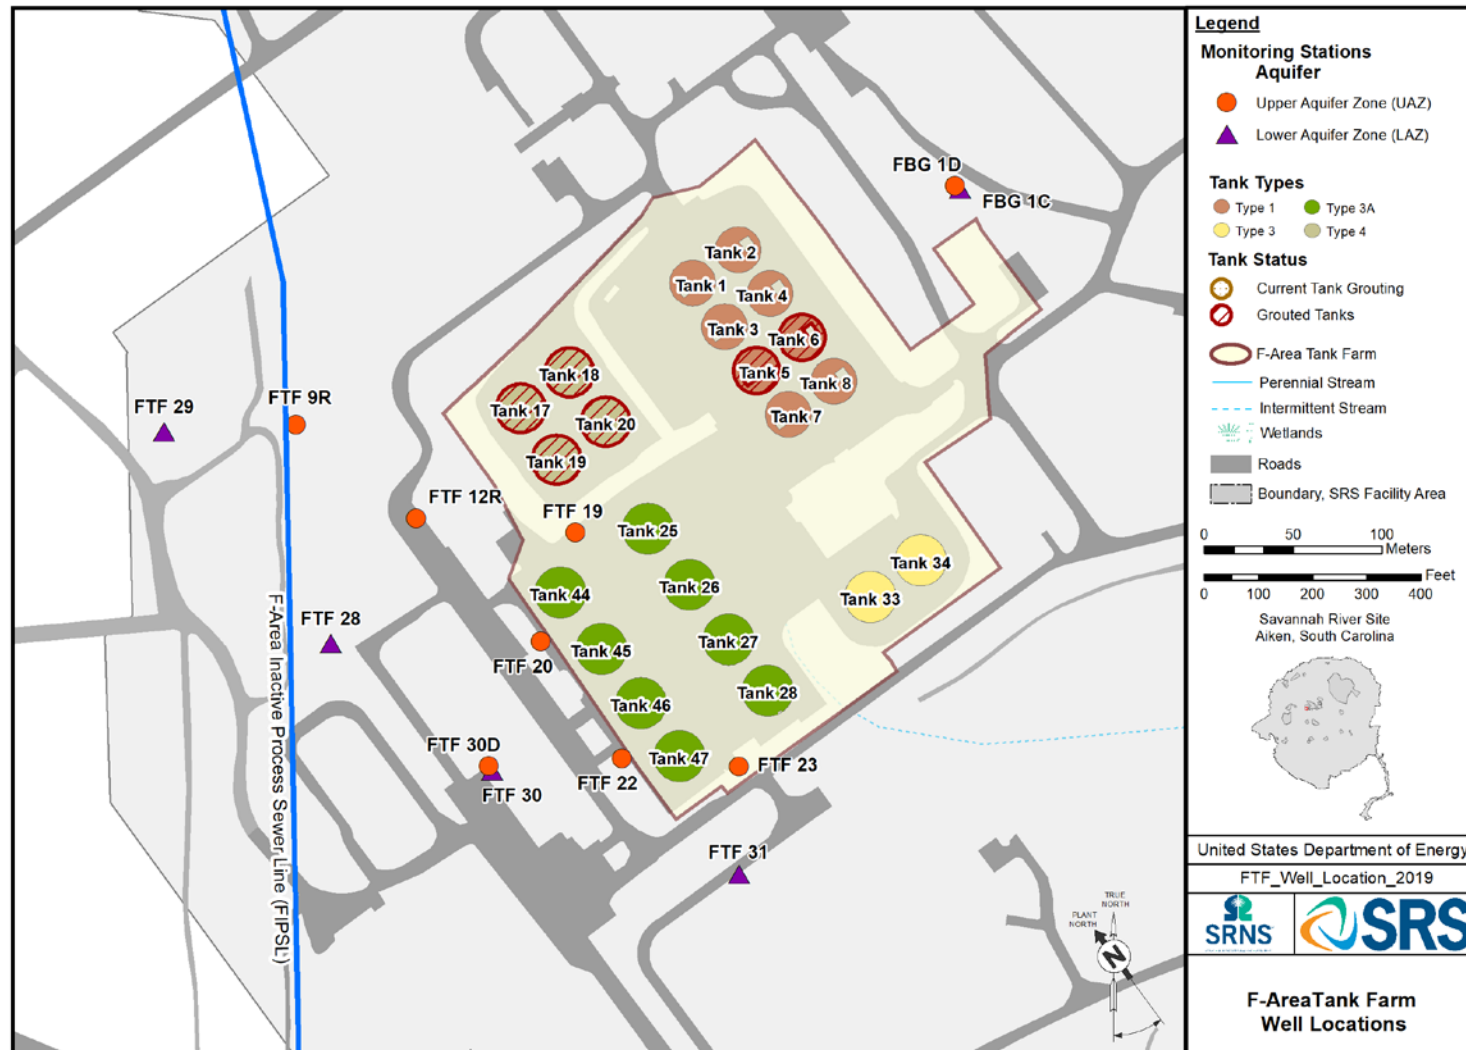 FBG 1D
FBG 1C
Tank 2
Tank 1
Tank 4
Tank 3
Tank 6
Tank 5
Tank 8
Tank 7
Tank 18
Tank 17
Tank 20
Tank 19
FTF 29
FTF 9R
FTF 12R
FTF 19
Tank 25
Tank 34
Tank 26
Tank 33
Tank 44
FTF 28
Tank 27
Tank 45
FTF 20
Tank 28
Tank 46
FTF 30D
Tank 47
FTF 23
FTF 22
FTF 30
FTF 31
F-Area Inactive Process Sewer Line (FIPSL)
TRUE
NORTH
PLANT
NORTH
N
Legend
Monitoring Stations
Aquifer
Upper Aquifer Zone (UAZ)
Lower Aquifer Zone (LAZ)
Tank Types
Type 1 Type 3A
Type 3 Type 4
Tank Status
Current Tank Grouting
Grouted Tanks
F-Area Tank Farm
Perennial Stream
Intermittent Stream
Wetlands
Roads
Boundary, SRS Facility Area
0 50 100
Meters
Feet
0 100 200 300 400
Savannah River Site
Aiken, South Carolina
United States Department of Energy
FTF_Well_Location_2019
SRNS
SRS
F-AreaTank Farm
Well Locations